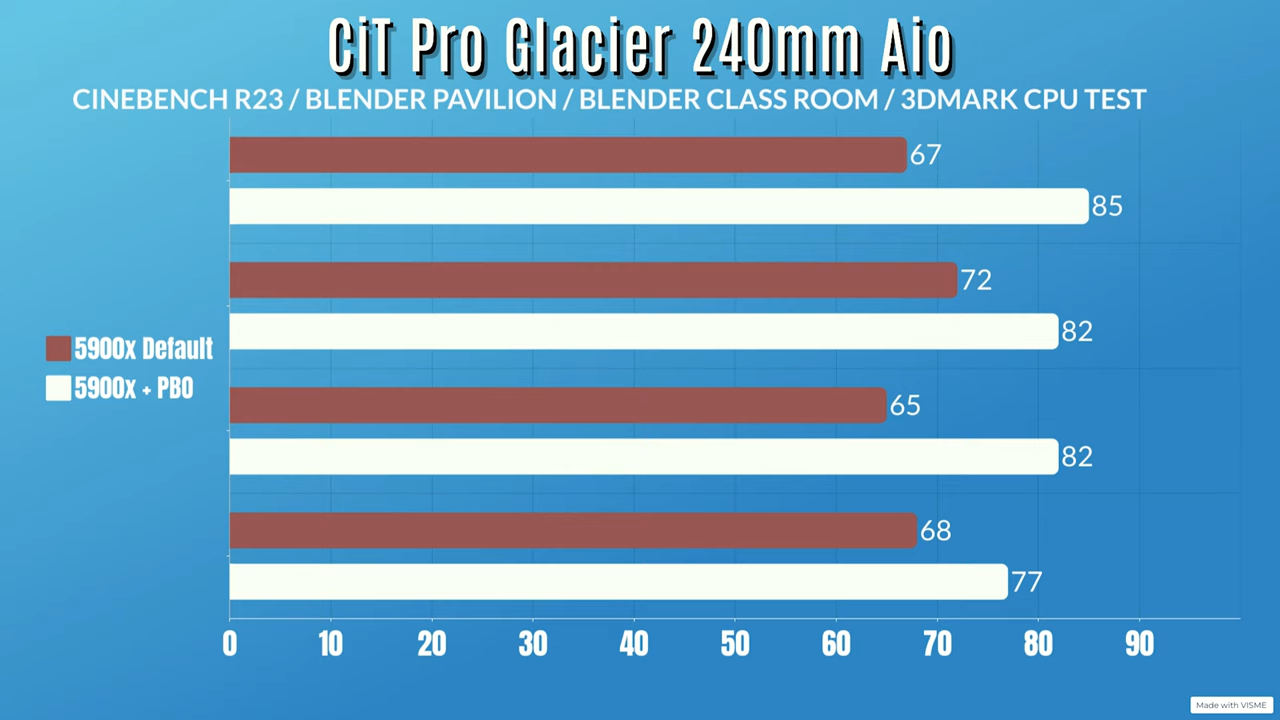 CiT Pro Glacier 240mm Aio
CINEBENCH R23 / BLENDER PAVILION / BLENDER CLASS ROOM / 3DMARK CPU TEST
67
85
72
82
5900x Default
5900x + PBO
65
82
68
77
0 10 20 30 40 50 60 70 80 90
Made with VISME